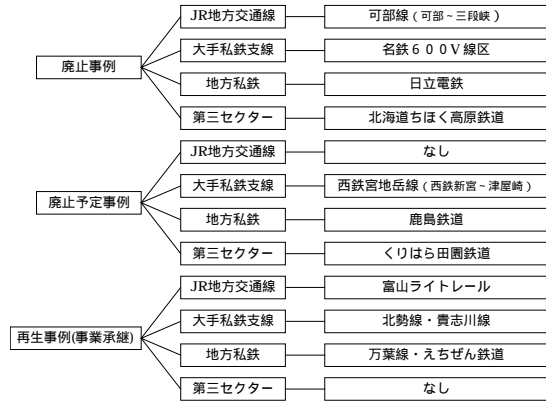 廃止事例
JR地方交通線
可部線(可部~三段峡)
大手私鉄支線
名鉄600V線区
地方私鉄
日立電鉄
第三セクター
北海道ちほく高原鉄道
廃止予定事例
JR地方交通線
なし
大手私鉄支線
西鉄宮地岳線(西鉄新宮~津屋崎)
地方私鉄
鹿島鉄道
第三セクター
くりはら田園鉄道
再生事例(事業承継)
JR地方交通線
富山ライトレール
大手私鉄支線
北勢線・貴志川線
地方私鉄
万葉線・えちぜん鉄道
第三セクター
なし